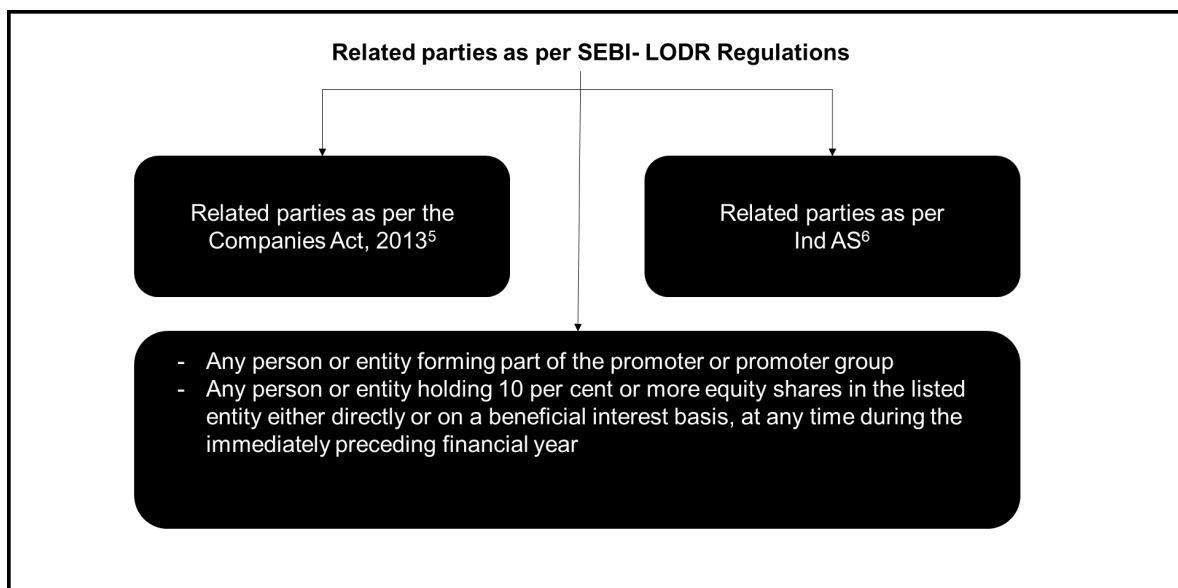 Related parties as per SEBI- LODR Regulations
Related parties as per the
Companies Act, 2013⁵
Related parties as per
Ind AS⁶
- Any person or entity forming part of the promoter or promoter group
- Any person or entity holding 10 per cent or more equity shares in the listed
entity either directly or on a beneficial interest basis, at any time during the
immediately preceding financial year